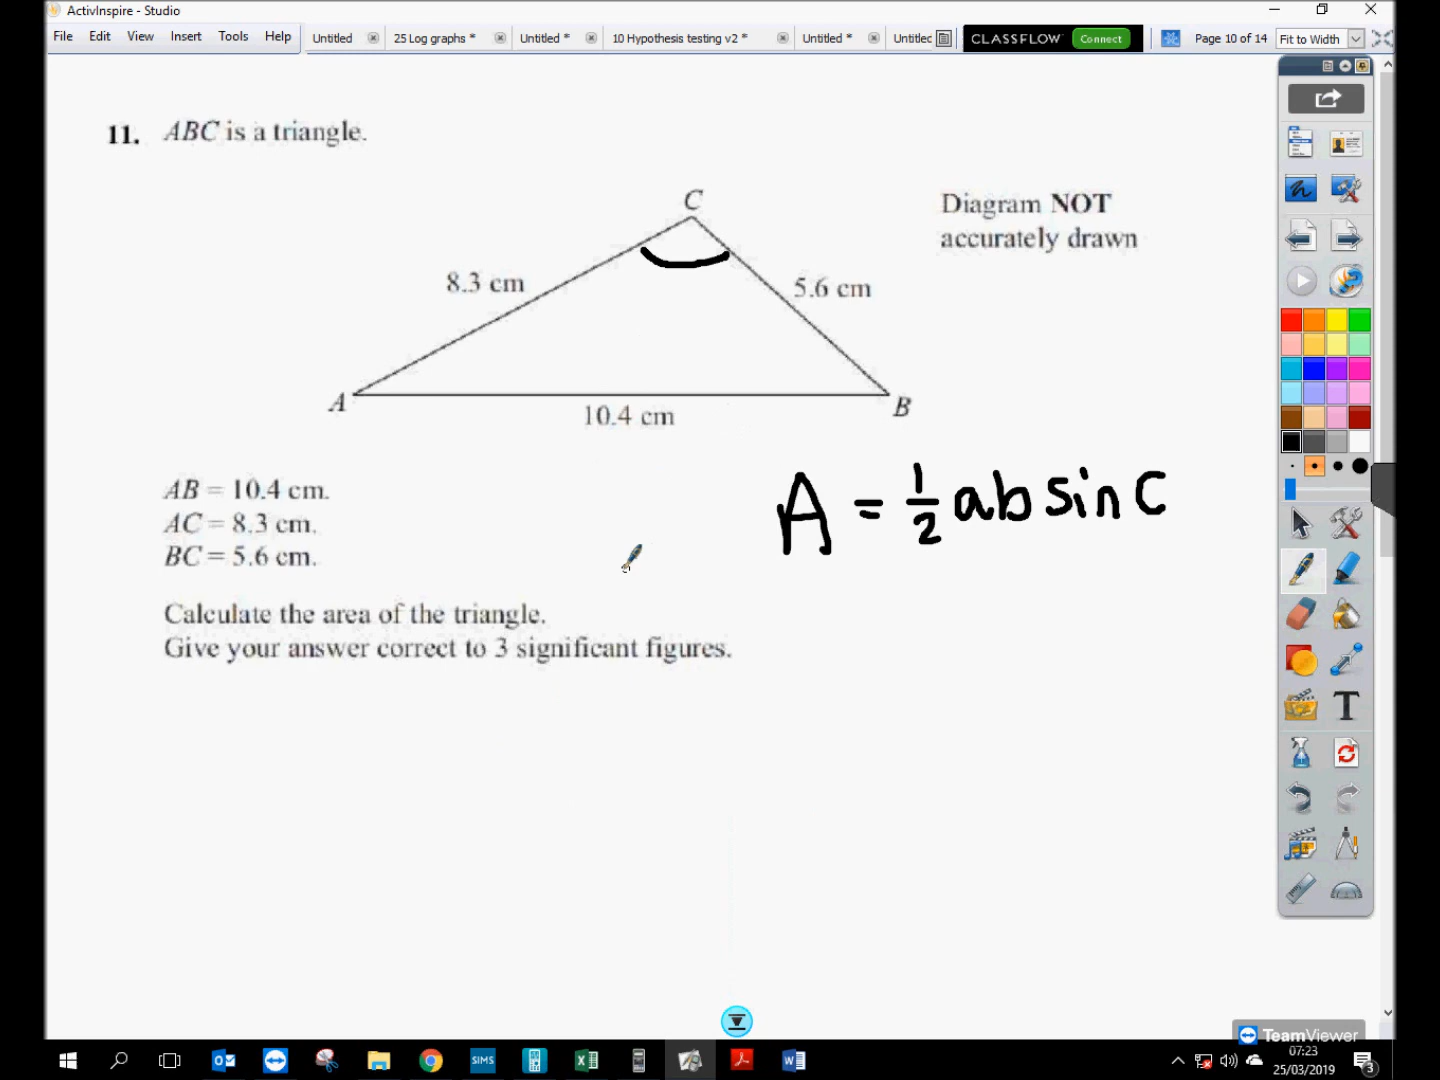 ActivInspire - Studio
File Edit View Insert Tools Help
Untitled 25 Log graphs * Untitled * 10 Hypothesis testing v2 * Untitled * Untitled CLASSFLOW Connect Page 10 of 14 Fit to Width
11. ABC is a triangle.
C
Diagram NOT
accurately drawn
8.3 cm
5.6 cm
A
B
10.4 cm
AB = 10.4 cm.
AC = 8.3 cm.
BC = 5.6 cm.
A = 1/2 ab sin C
Calculate the area of the triangle.
Give your answer correct to 3 significant figures.
T
TeamViewer
SIMS
07:23
25/03/2019
3